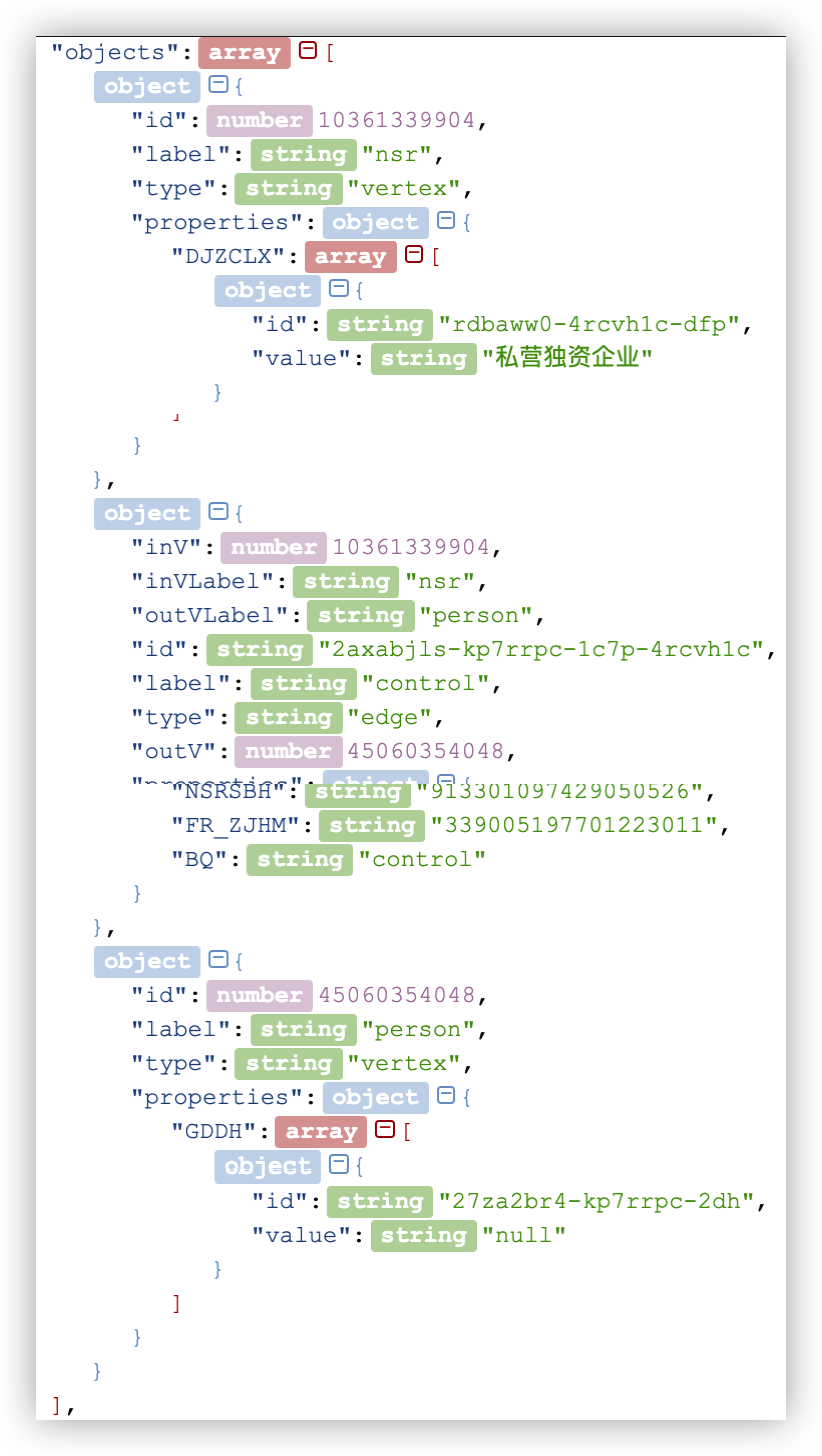 "objects": array [
object {
"id": number 10361339904,
"label": string "nsr",
"type": string "vertex",
"properties": object {
"DJZCLX": array [
object {
"id": string "rdbaww0-4rcvh1c-dfp",
"value": string "私营独资企业"
}
]
}
},
object {
"inV": number 10361339904,
"inVLabel": string "nsr",
"outVLabel": string "person",
"id": string "2axabjls-kp7rrpc-1c7p-4rcvh1c",
"label": string "control",
"type": string "edge",
"outV": number 45060354048,
"properties": object {
"NSRSBH": string "913301097429050526",
"FR_ZJHM": string "339005197701223011",
"BQ": string "control"
}
},
object {
"id": number 45060354048,
"label": string "person",
"type": string "vertex",
"properties": object {
"GDDH": array [
object {
"id": string "27za2br4-kp7rrpc-2dh",
"value": string "null"
}
]
}
}
],